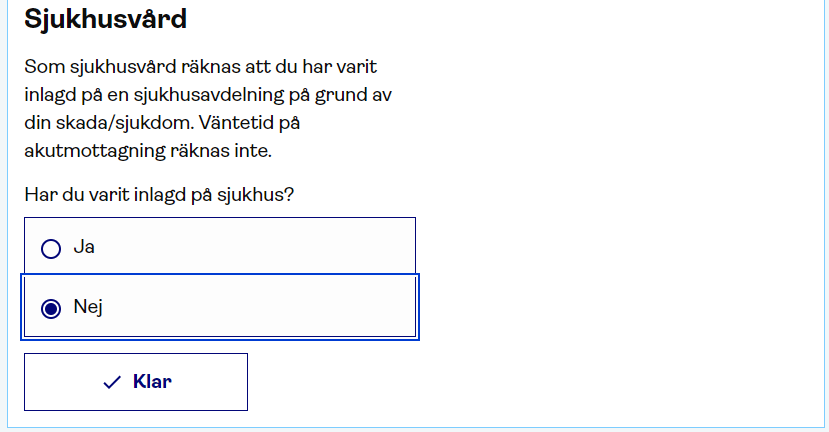 Sjukhusvård
Som sjukhusvård räknas att du har varit
inlagd på en sjukhusavdelning på grund av
din skada/sjukdom. Väntetid på
akutmottagning räknas inte.
Har du varit inlagd på sjukhus?
Ja
Nej
Klar